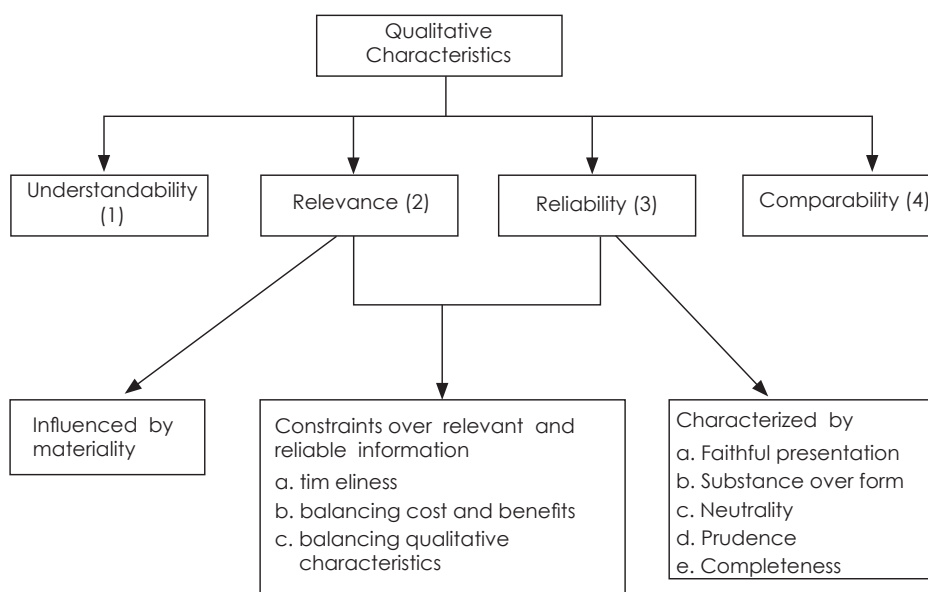 Qualitative
Characteristics
Understandability
(1)
Relevance (2)
Reliability (3)
Comparability (4)
Influenced by
materiality
Constraints over relevant and
reliable information
a. tim eliness
b. balancing cost and benefits
c. balancing qualitative
characteristics
Characterized by
a. Faithful presentation
b. Substance over form
c. Neutrality
d. Prudence
e. Completeness